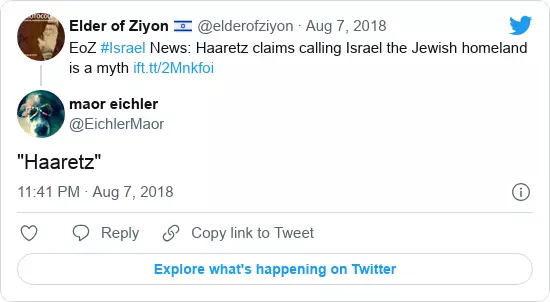 Elder of Ziyon 🇮🇱 @elderofziyon · Aug 7, 2018
EoZ #Israel News: Haaretz claims calling Israel the Jewish homeland
is a myth ift.tt/2Mnkfoi
maor eichler
@EichlerMaor
"Haaretz"
11:41 PM · Aug 7, 2018
Reply Copy link to Tweet
Explore what's happening on Twitter